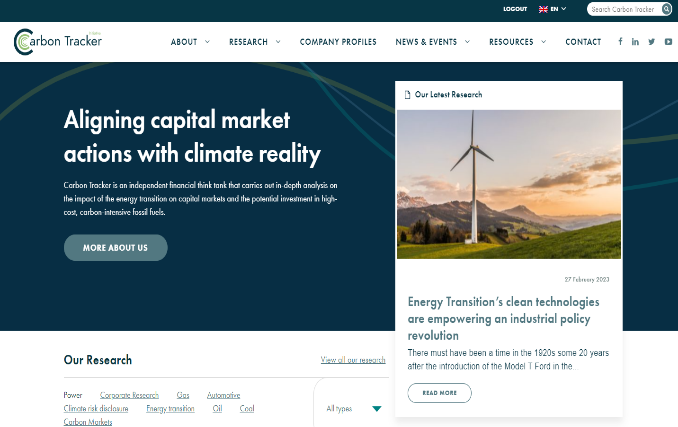 LOGOUT
EN
Search Carbon Tracker
Carbon Tracker
ABOUT
RESEARCH
COMPANY PROFILES
NEWS & EVENTS
RESOURCES
CONTACT
Aligning capital market
actions with climate reality
Carbon Tracker is an independent financial think tank that carries out in-depth analysis on
the impact of the energy transition on capital markets and the potential investment in high-
cost, carbon-intensive fossil fuels.
MORE ABOUT US
Our Latest Research
27 February 2023
Energy Transition's clean technologies
are empowering an industrial policy
revolution
There must have been a time in the 1920s some 20 years
after the introduction of the Model T Ford in the...
READ MORE
Our Research
View all our research
Power Corporate Research Gas Automotive
Climate risk disclosure Energy transition Oil Coal
Carbon Markets
All types